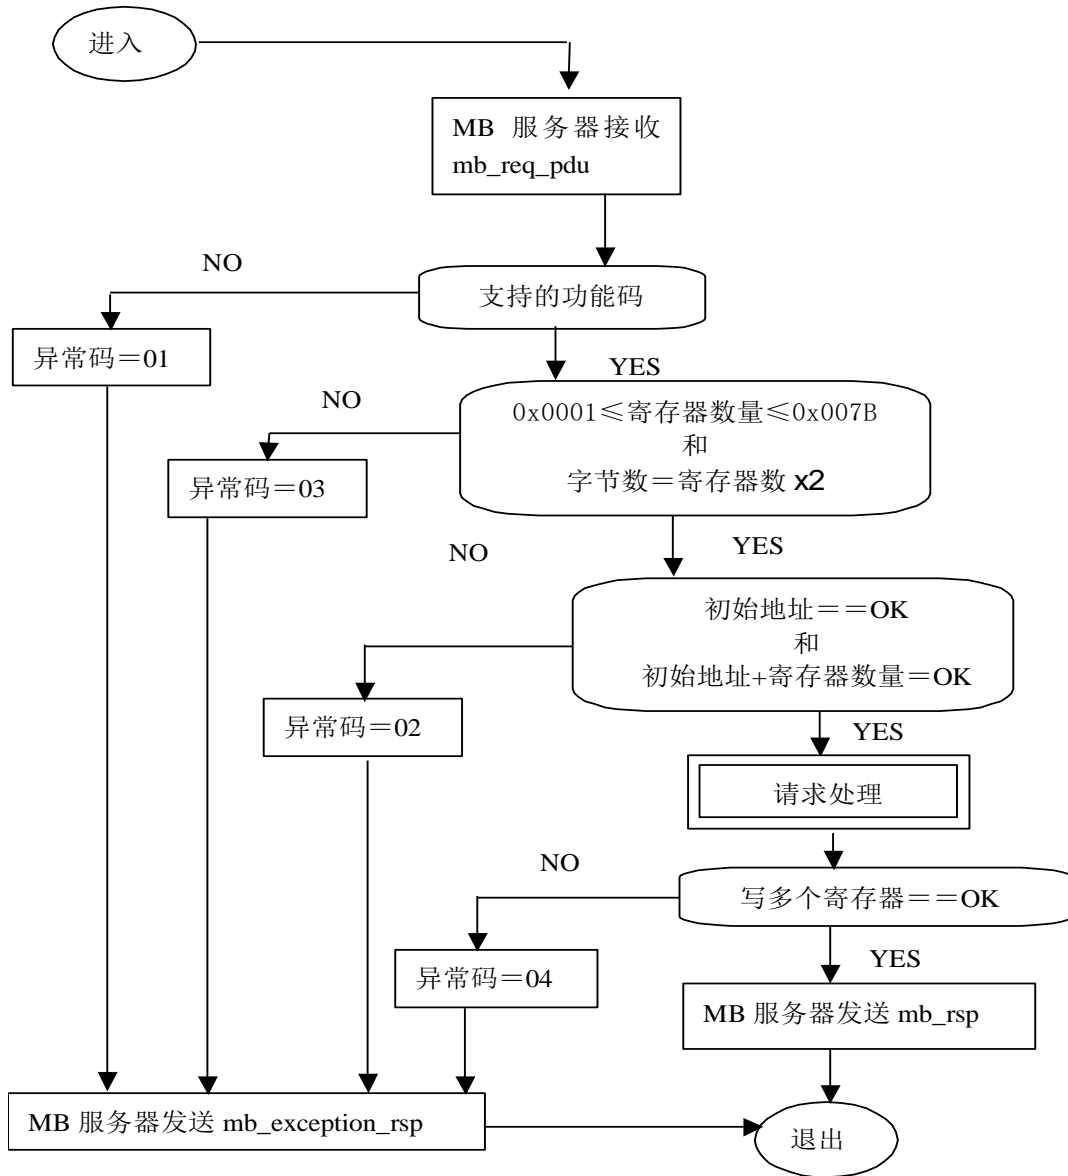 进入
MB 服务器接收
mb_req_pdu
NO
支持的功能码
异常码＝01
YES
NO
0x0001≤寄存器数量≤0x007B
和
字节数＝寄存器数 x2
异常码＝03
NO
YES
初始地址＝＝OK
和
初始地址+寄存器数量＝OK
异常码＝02
YES
请求处理
NO
写多个寄存器＝＝OK
异常码＝04
YES
MB 服务器发送 mb_rsp
MB 服务器发送 mb_exception_rsp
退出